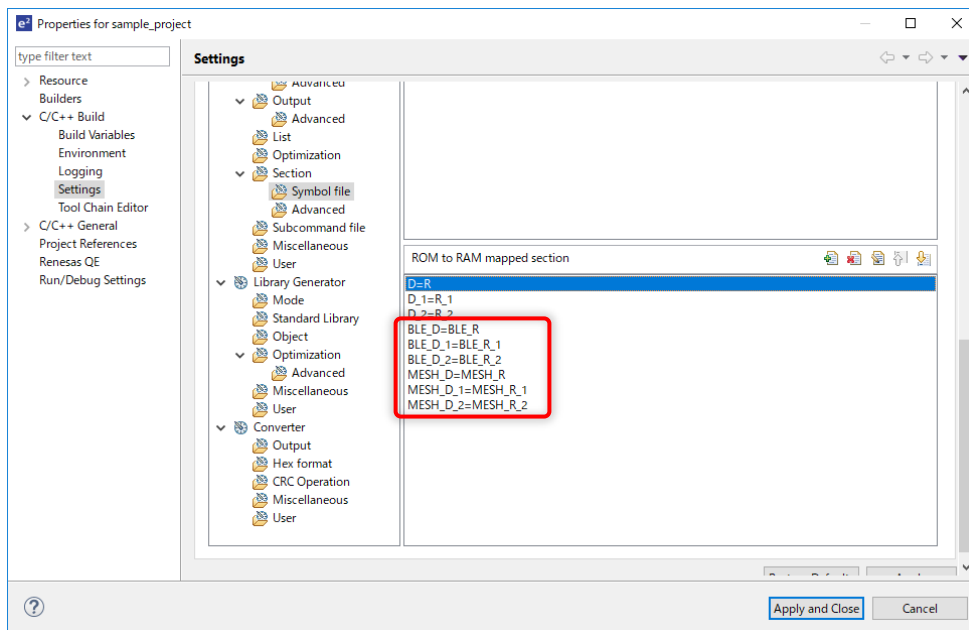 e² Properties for sample_project
type filter text
Resource
Builders
C/C++ Build
Build Variables
Environment
Logging
Settings
Tool Chain Editor
C/C++ General
Project References
Renesas QE
Run/Debug Settings
Settings
Advanced
Output
Advanced
List
Optimization
Section
Symbol file
Advanced
Subcommand file
Miscellaneous
User
Library Generator
Mode
Standard Library
Object
Optimization
Advanced
Miscellaneous
User
Converter
Output
Hex format
CRC Operation
Miscellaneous
User
ROM to RAM mapped section
D=R
D_1=R_1
D_2=R_2
BLE_D=BLE_R
BLE_D_1=BLE_R_1
BLE_D_2=BLE_R_2
MESH_D=MESH_R
MESH_D_1=MESH_R_1
MESH_D_2=MESH_R_2
Apply and Close
Cancel